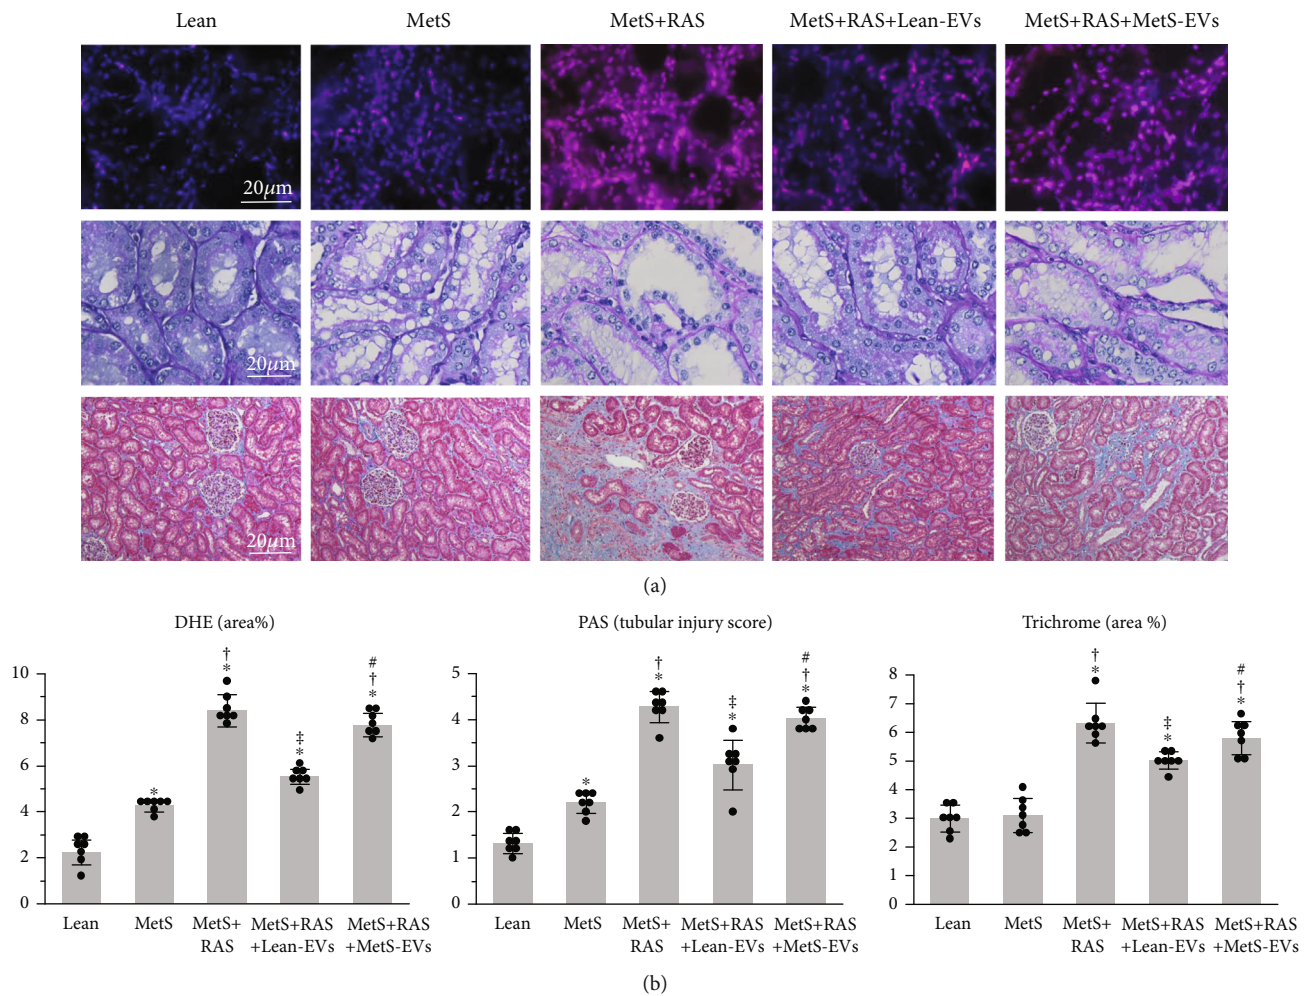 Lean MetS MetS+RAS MetS+RAS+Lean-EVs MetS+RAS+MetS-EVs
20μm
20μm
20μm
(a)
DHE (area%)
10
8
6
4
2
0
*
†
*
‡
*
#
†
*
Lean MetS MetS+ MetS+RAS MetS+RAS
RAS +Lean-EVs +MetS-EVs
PAS (tubular injury score)
5
4
3
2
1
0
*
†
*
‡
*
#
†
*
Lean MetS MetS+ MetS+RAS MetS+RAS
RAS +Lean-EVs +MetS-EVs
Trichrome (area %)
8
7
6
5
4
3
2
1
0
†
*
‡
*
#
†
*
Lean MetS MetS+ MetS+RAS MetS+RAS
RAS +Lean-EVs +MetS-EVs
(b)